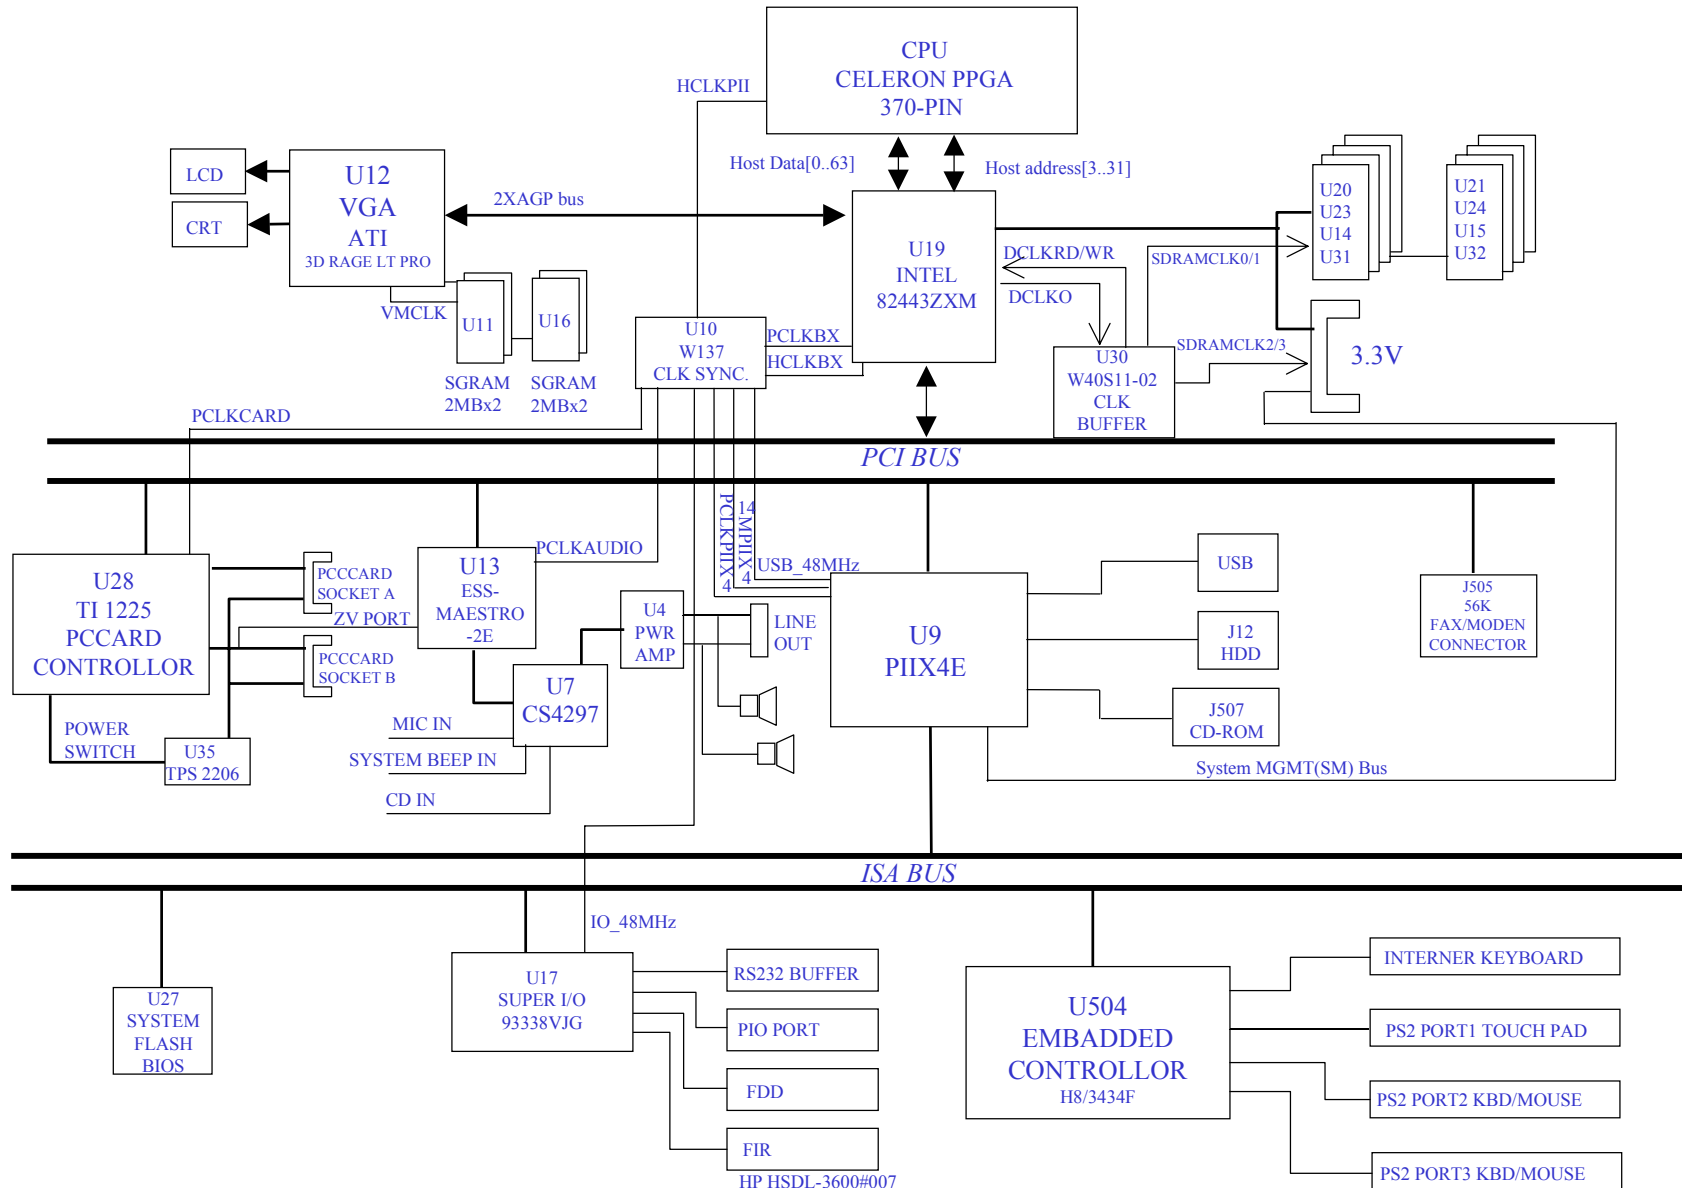 CPU
CELERON PPGA
370-PIN
HCLKPII
Host Data[0..63]
Host address[3..31]
LCD
CRT
U12
VGA
ATI
3D RAGE LT PRO
2XAGP bus
VMCLK
U11
U16
SGRAM
2MBx2
SGRAM
2MBx2
U19
INTEL
82443ZXM
DCLKRD/WR
DCLKO
SDRAMCLK0/1
U20
U23
U14
U31
U21
U24
U15
U32
U10
W137
CLK SYNC.
PCLKBX
HCLKBX
U30
W40S11-02
CLK
BUFFER
SDRAMCLK2/3
3.3V
PCLKCARD
PCI BUS
PCLKPIIX
4
14
MPIIX
4
USB_48MHz
PCLKAUDIO
U28
TI 1225
PCCARD
CONTROLLOR
PCCCARD
SOCKET A
ZV PORT
PCCCARD
SOCKET B
U13
ESS-
MAESTRO
-2E
U4
PWR
AMP
LINE
OUT
U7
CS4297
MIC IN
SYSTEM BEEP IN
CD IN
POWER
SWITCH
U35
TPS 2206
U9
PIIX4E
USB
J12
HDD
J507
CD-ROM
J505
56K
FAX/MODEN
CONNECTOR
System MGMT(SM) Bus
ISA BUS
IO_48MHz
U27
SYSTEM
FLASH
BIOS
U17
SUPER I/O
93338VJG
RS232 BUFFER
PIO PORT
FDD
FIR
HP HSDL-3600#007
U504
EMBADDED
CONTROLLOR
H8/3434F
INTERNER KEYBOARD
PS2 PORT1 TOUCH PAD
PS2 PORT2 KBD/MOUSE
PS2 PORT3 KBD/MOUSE